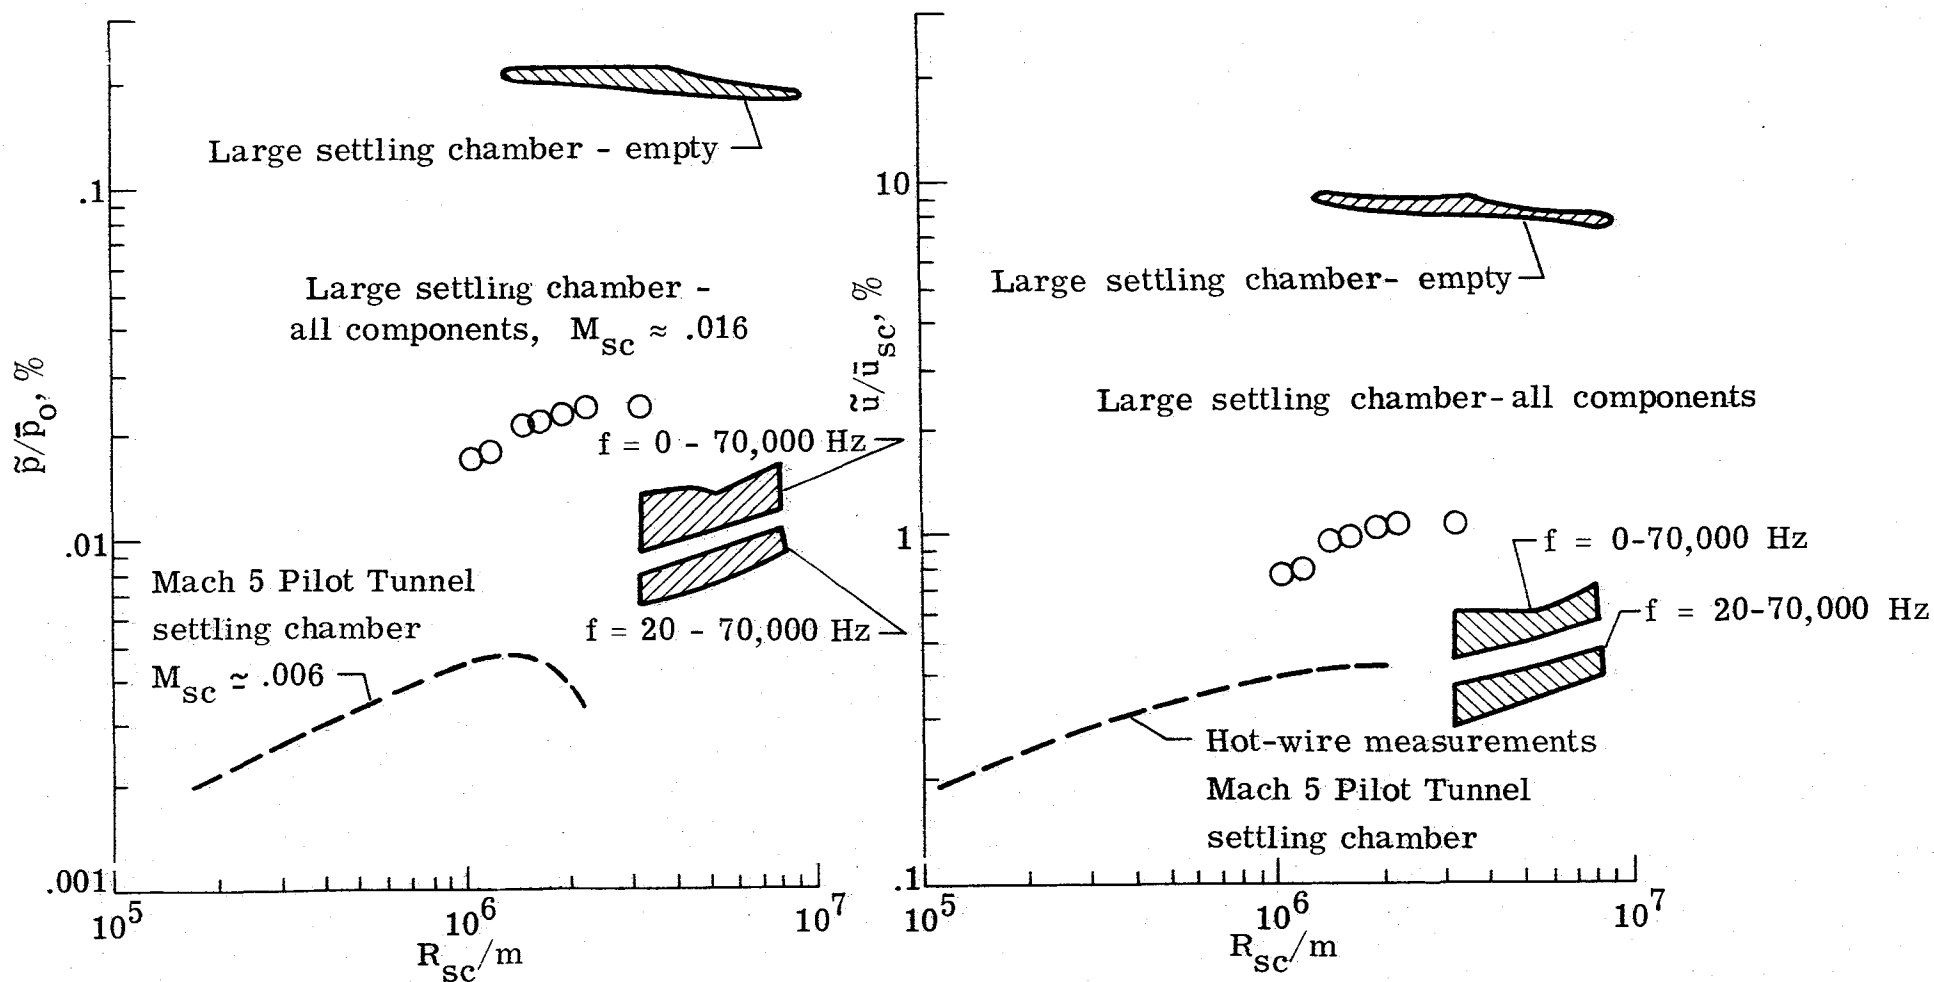 Large settling chamber - empty
.1
Large settling chamber -
all components, M_sc ≈ .016
p̃/p̄_o, %
f = 0 - 70,000 Hz
.01
Mach 5 Pilot Tunnel
settling chamber
M_sc ≃ .006
f = 20 - 70,000 Hz
.001
10^5
10^6
10^7
R_sc/m
10
Large settling chamber- empty
ũ/ū_sc, %
Large settling chamber-all components
1
f = 0-70,000 Hz
f = 20-70,000 Hz
Hot-wire measurements
Mach 5 Pilot Tunnel
settling chamber
.1
10^5
10^6
10^7
R_sc/m